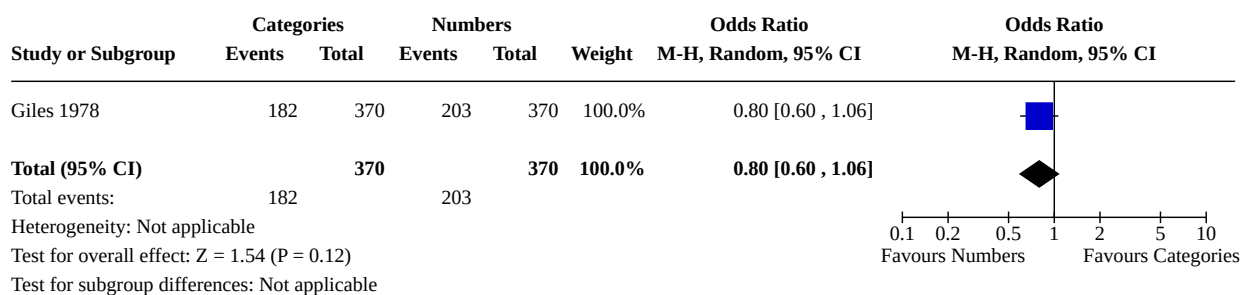 Categories Numbers Odds Ratio Odds Ratio
Study or Subgroup Events Total Events Total Weight M-H, Random, 95% CI M-H, Random, 95% CI
Giles 1978 182 370 203 370 100.0% 0.80 [0.60 , 1.06]
Total (95% CI) 370 370 100.0% 0.80 [0.60 , 1.06]
Total events: 182 203
Heterogeneity: Not applicable
0.1 0.2 0.5 1 2 5 10
Test for overall effect: Z = 1.54 (P = 0.12) Favours Numbers Favours Categories
Test for subgroup differences: Not applicable